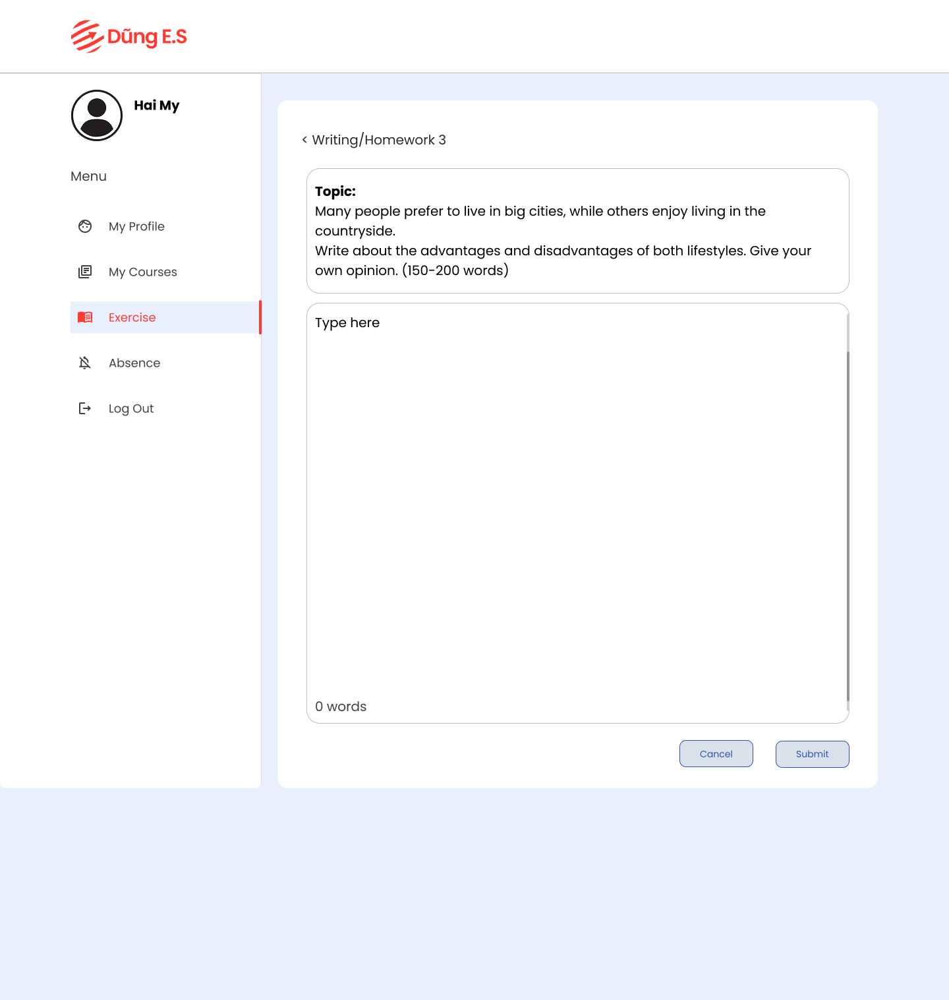 Dũng E.S
Hai My
Menu
My Profile
My Courses
Exercise
Absence
Log Out
< Writing/Homework 3
Topic:
Many people prefer to live in big cities, while others enjoy living in the
countryside.
Write about the advantages and disadvantages of both lifestyles. Give your
own opinion. (150-200 words)
Type here
0 words
Cancel
Submit